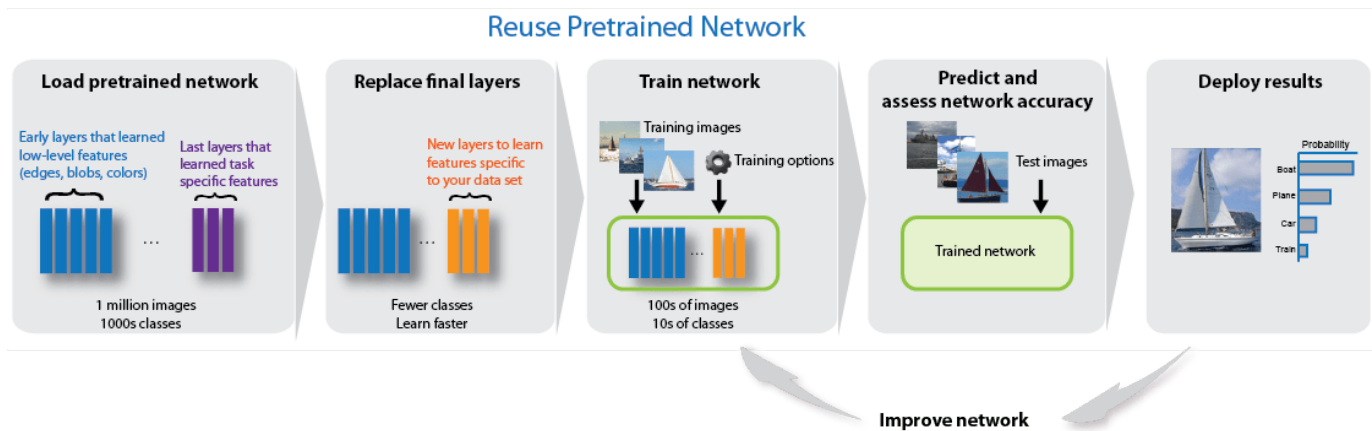 Reuse Pretrained Network
Load pretrained network
Early layers that learned
low-level features
(edges, blobs, colors)
Last layers that
learned task
specific features
...
1 million images
1000s classes
Replace final layers
New layers to learn
features specific
to your data set
...
Fewer classes
Learn faster
Train network
Training images
Training options
...
100s of images
10s of classes
Predict and
assess network accuracy
Test images
Trained network
Deploy results
Probability
Boat
Plane
Car
Train
Improve network